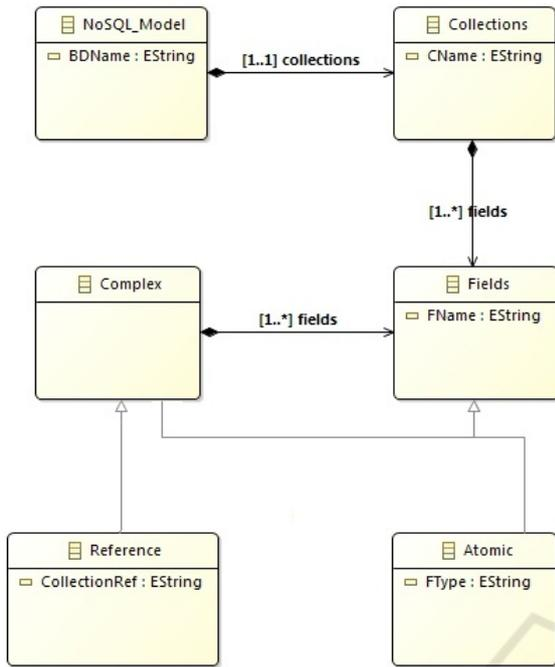 NoSQL_Model
BDName : EString
[1..1] collections
Collections
CName : EString
[1..*] fields
Complex
[1..*] fields
Fields
FName : EString
Reference
CollectionRef : EString
Atomic
FType : EString